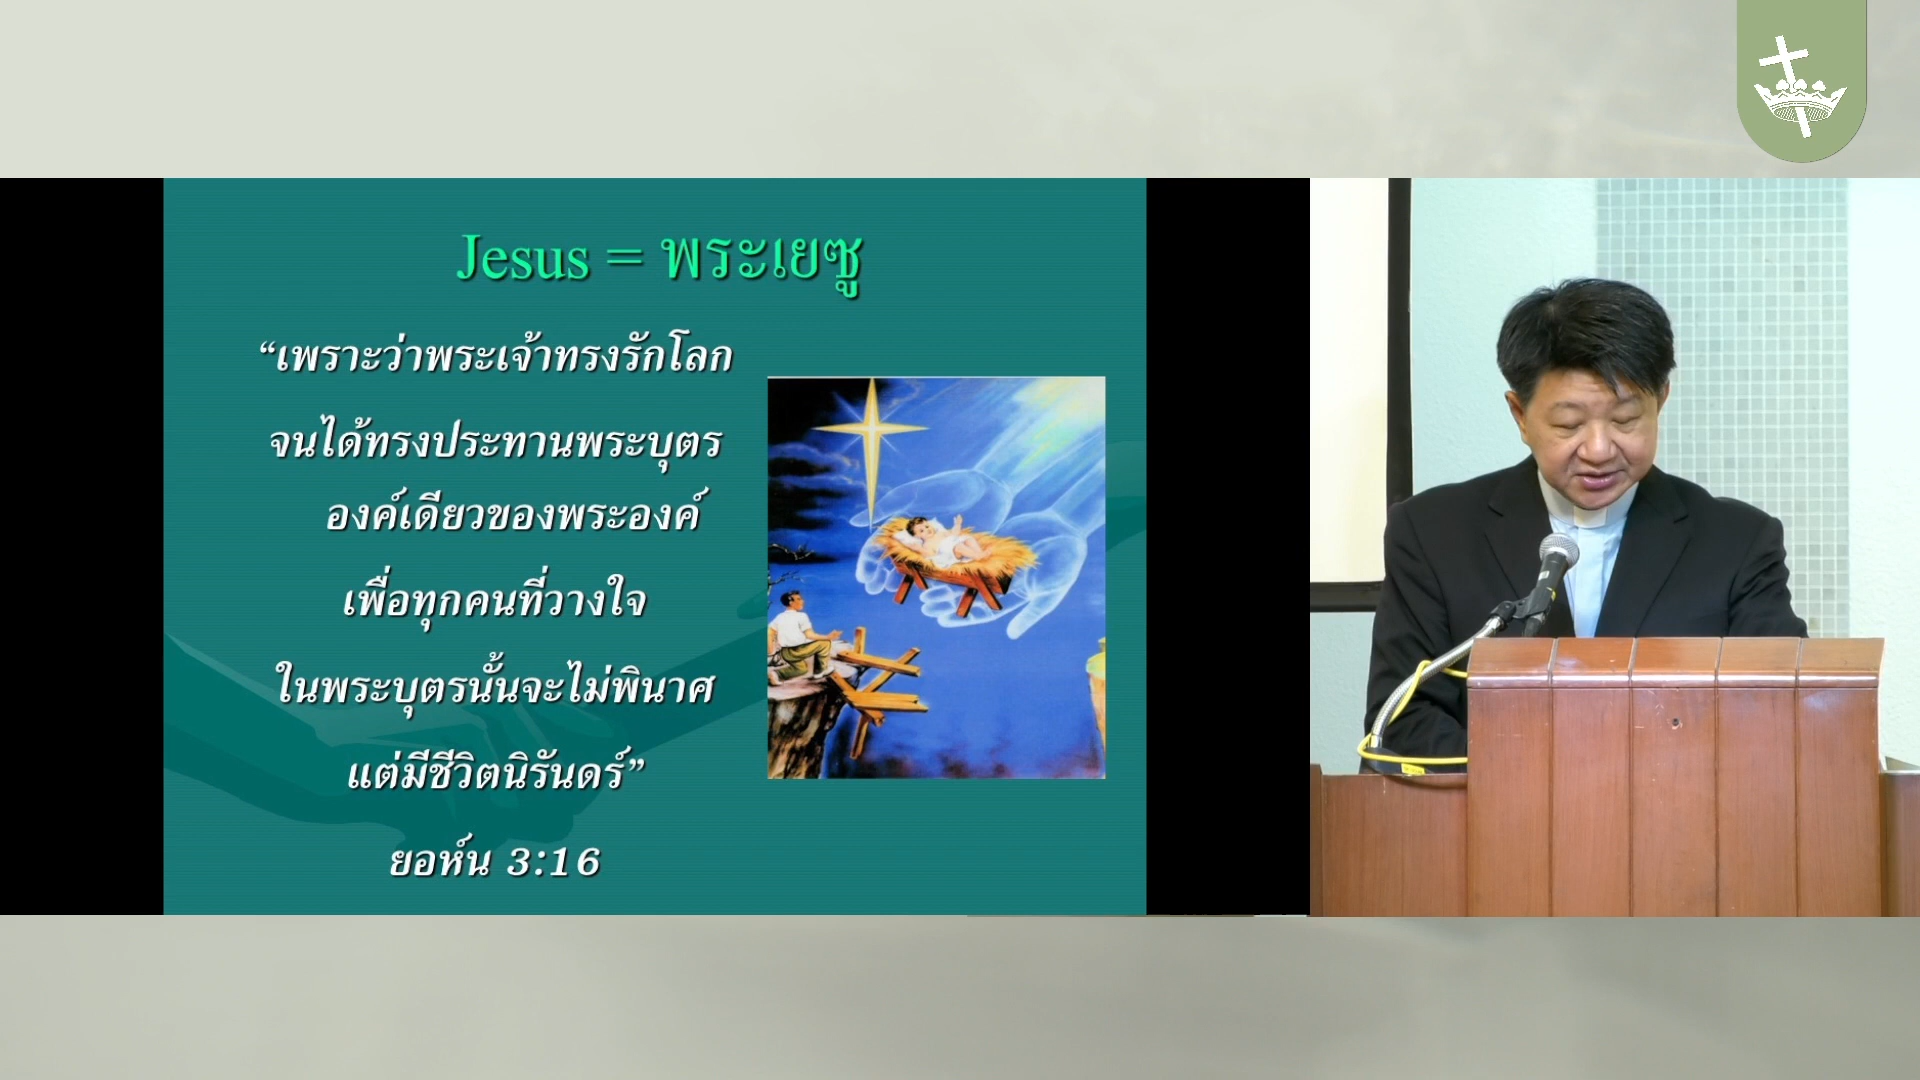 Jesus = พระเยซู
“เพราะว่าพระเจ้าทรงรักโลก
จนได้ทรงประทานพระบุตร
องค์เดียวของพระองค์
เพื่อทุกคนที่วางใจ
ในพระบุตรนั้นจะไม่พินาศ
แต่มีชีวิตนิรันดร์”
ยอห์น 3:16